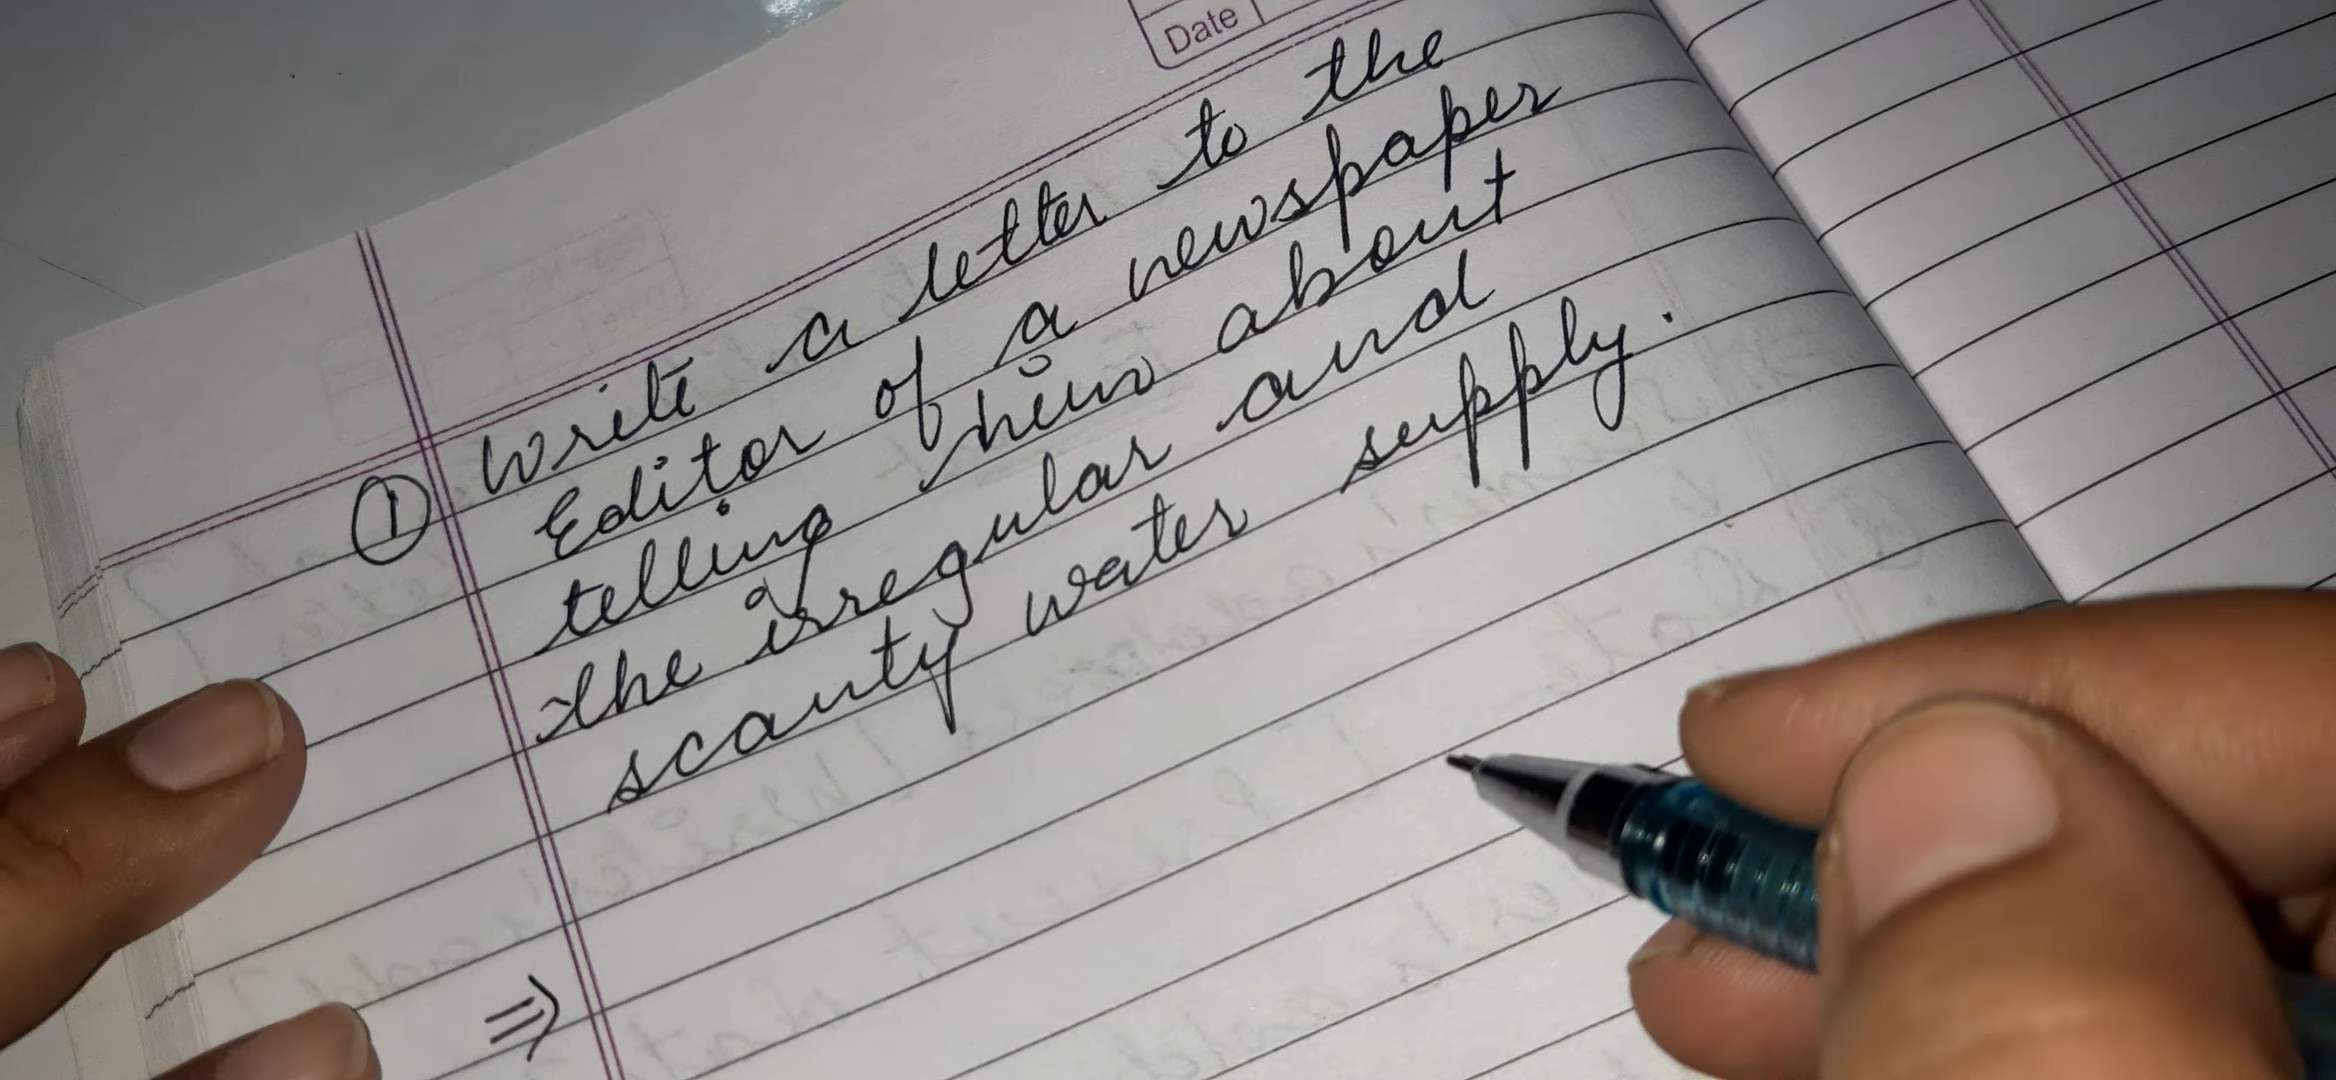 Date
① Write a letter to the
Editor of a newspaper
telling him about
the irregular and
scanty water supply.
⇒